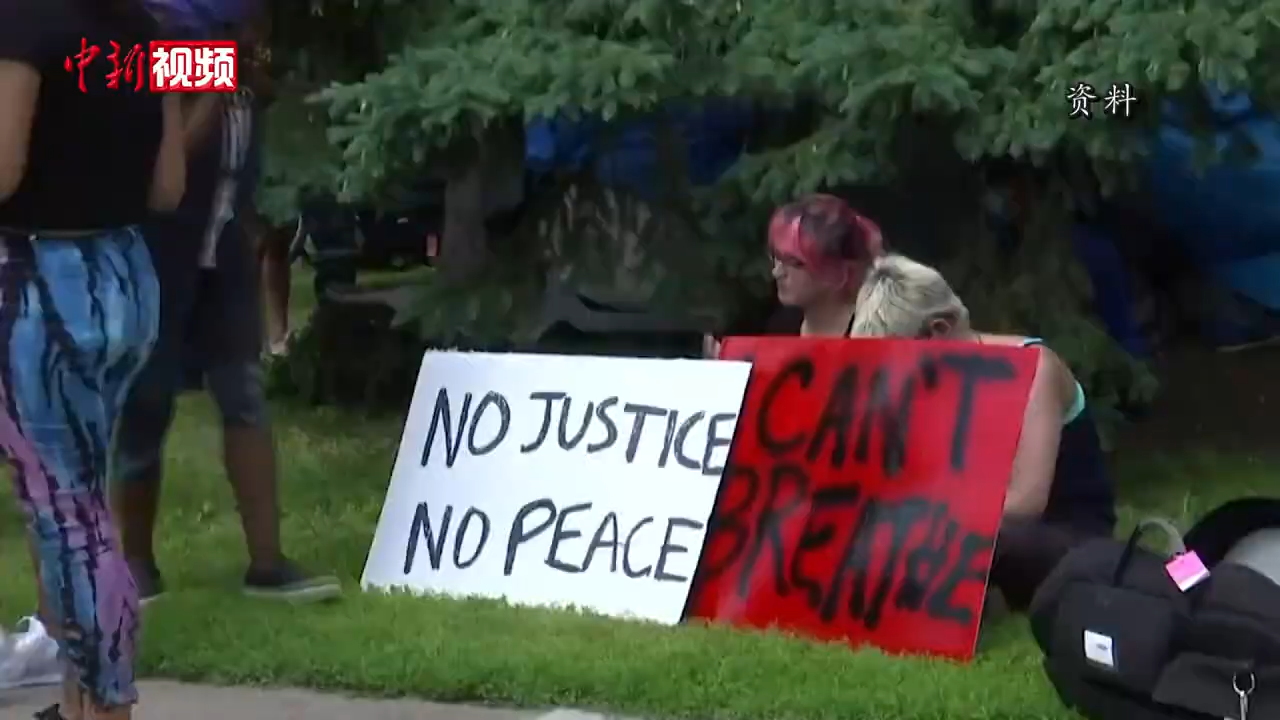 中新视频
资料
NO JUSTICE
NO PEACE
I CAN'T
BREATHE